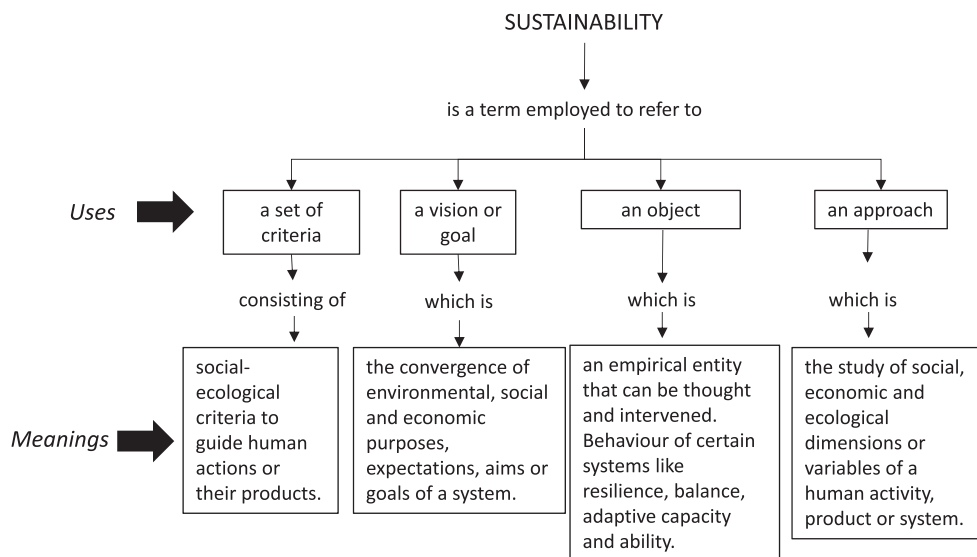 SUSTAINABILITY
is a term employed to refer to
Uses
a set of
criteria
a vision or
goal
an object
an approach
consisting of
which is
which is
which is
Meanings
social-
ecological
criteria to
guide human
actions or
their products.
the convergence of
environmental, social
and economic
purposes,
expectations, aims or
goals of a system.
an empirical entity
that can be thought
and intervened.
Behaviour of certain
systems like
resilience, balance,
adaptive capacity
and ability.
the study of social,
economic and
ecological
dimensions or
variables of a
human activity,
product or system.